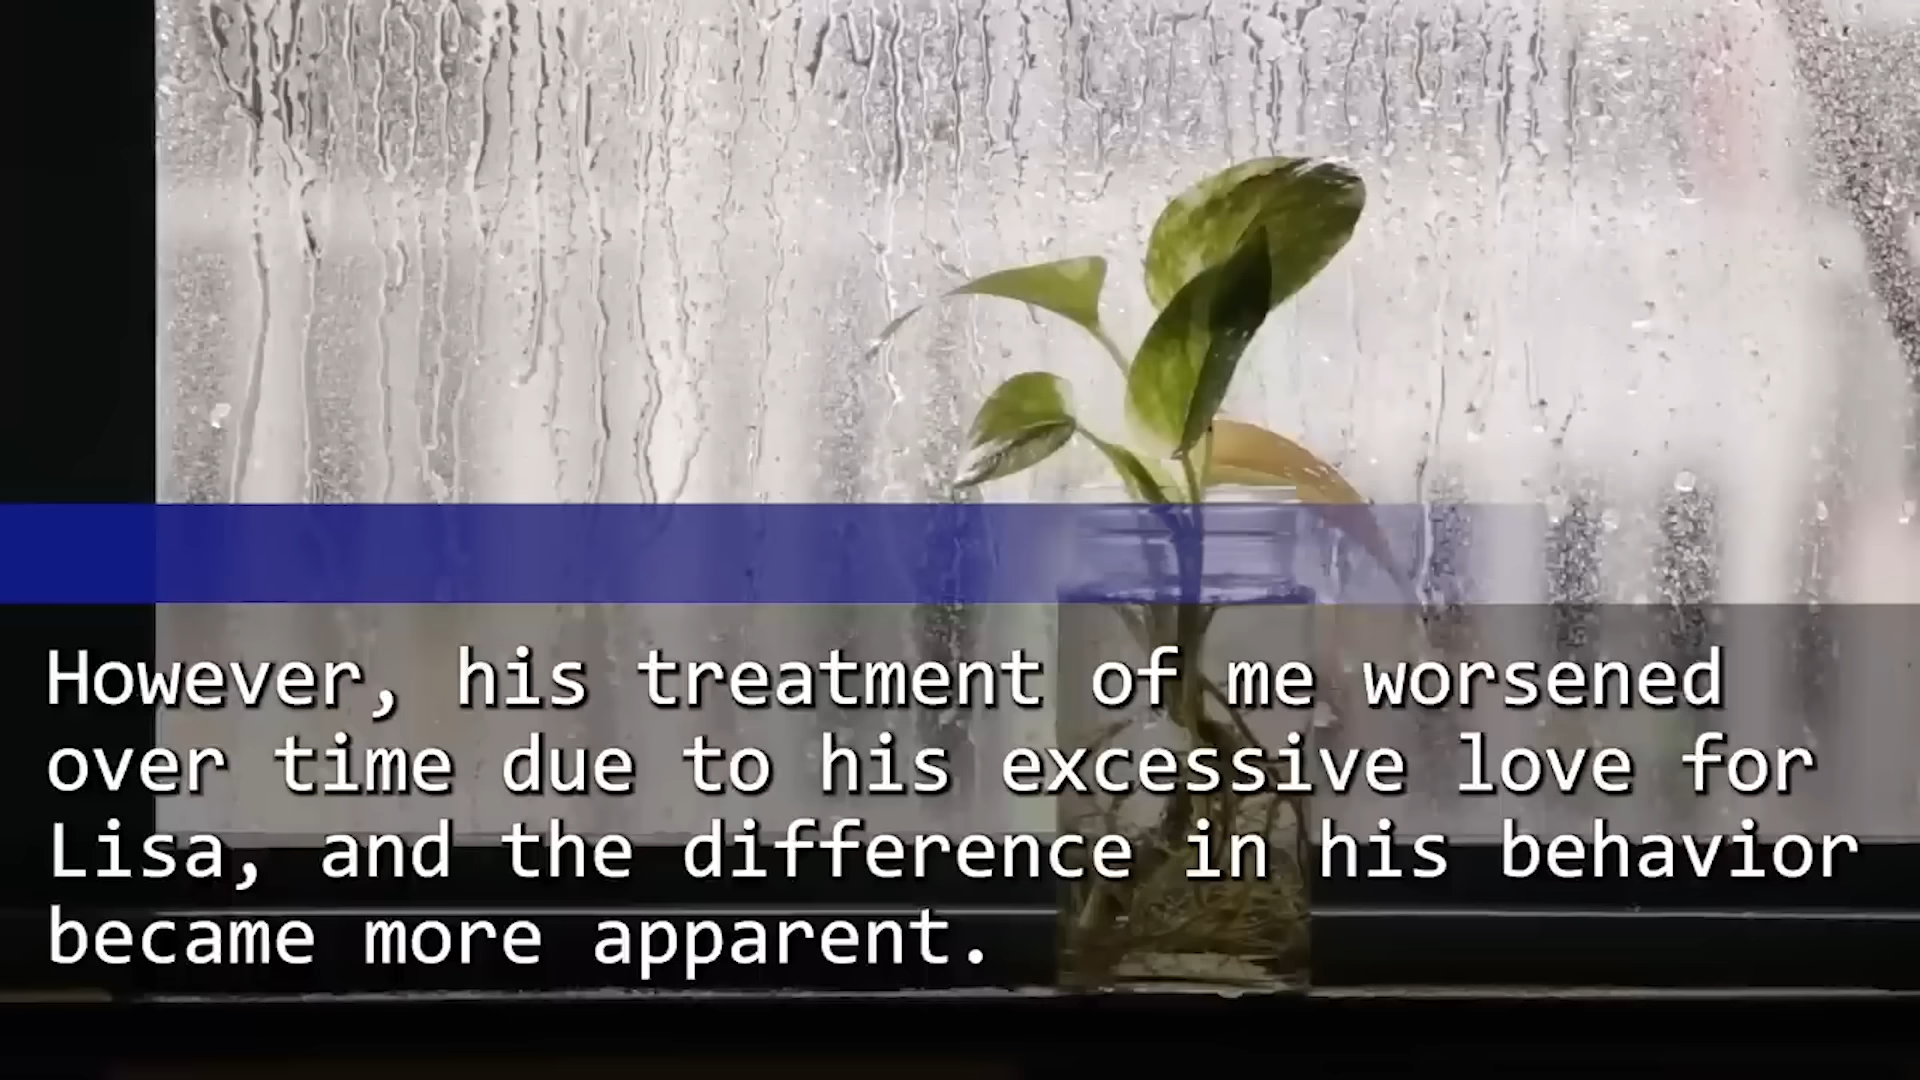 However, his treatment of me worsened
over time due to his excessive love for
Lisa, and the difference in his behavior
became more apparent.